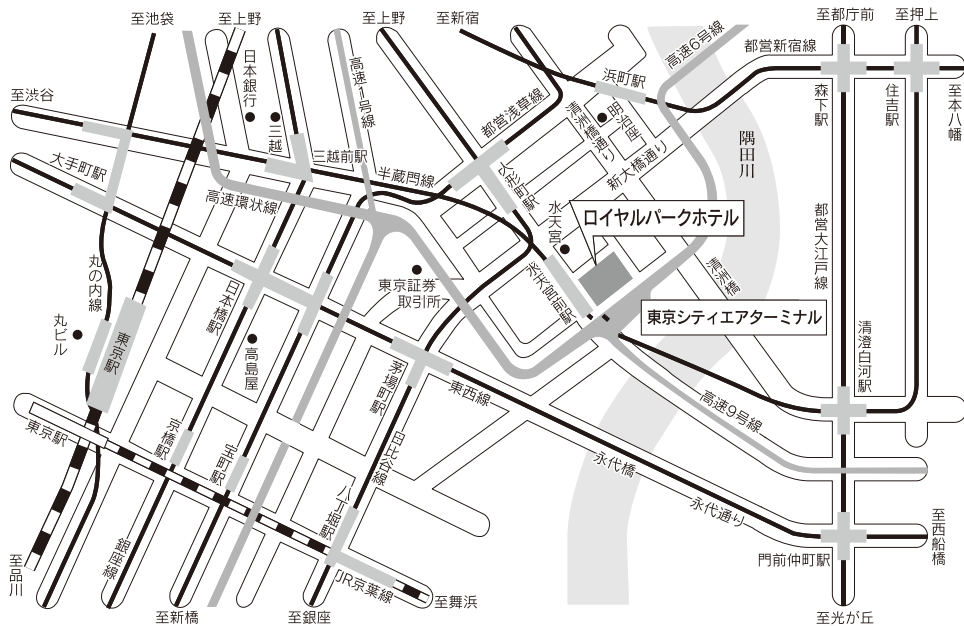 至池袋
至上野
至上野
至新宿
至都庁前
至押上
都営新宿線
高速6号線
浜町駅
日本銀行
三越
高速1号線
都営浅草線
清洲橋通り
明治座
新大橋通り
隅田川
森下駅
住吉駅
至本八幡
至渋谷
大手町駅
三越前駅
半蔵門線
人形町駅
高速環状線
水天宮
ロイヤルパークホテル
都営大江戸線
丸の内線
日本橋駅
東京証券
取引所
水天宮前駅
清洲橋
東京シティエアターミナル
丸ビル
東京駅
高島屋
茅場町駅
東西線
高速9号線
清澄白河駅
東京駅
京橋駅
宝町駅
日比谷線
八丁堀駅
永代橋
永代通り
至西船橋
門前仲町駅
至品川
銀座線
JR京葉線
至舞浜
至新橋
至銀座
至光が丘